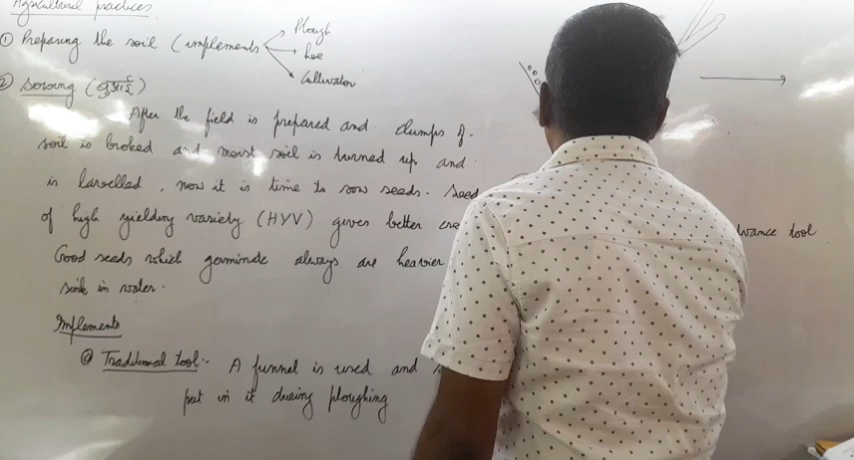 Agricultural practices
① Preparing the soil (implements
Plough
hoe
Cultivator
② Sowing (बुआई)
After the field is prepared and clumps of
soil is broked and moist soil is turned up and
is lavelled, now it is time to sow seeds. Seed
of high yielding variety (HYV) gives better
Good seeds which germinde always are heavier
sink in water.
Implements
@ Traditional tool:- A funnel is used and
put in it during ploughing
tool